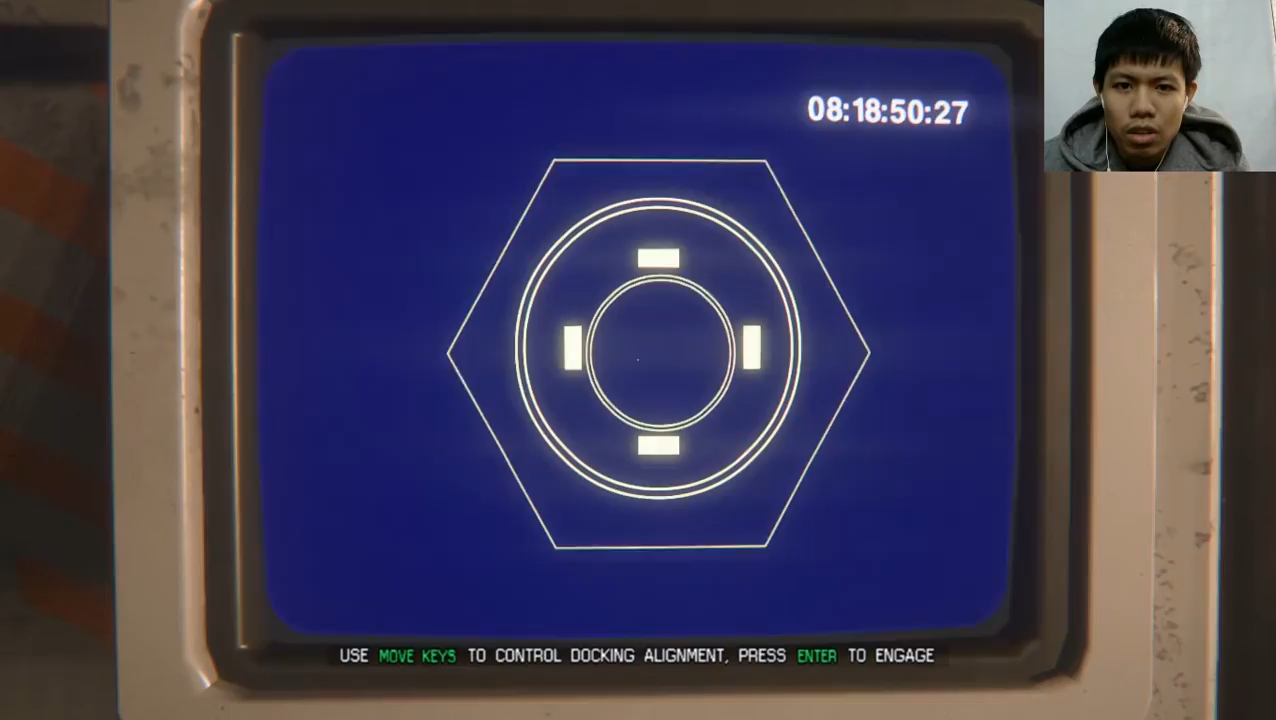 08:18:50:27
USE MOVE KEYS TO CONTROL DOCKING ALIGNMENT, PRESS ENTER TO ENGAGE